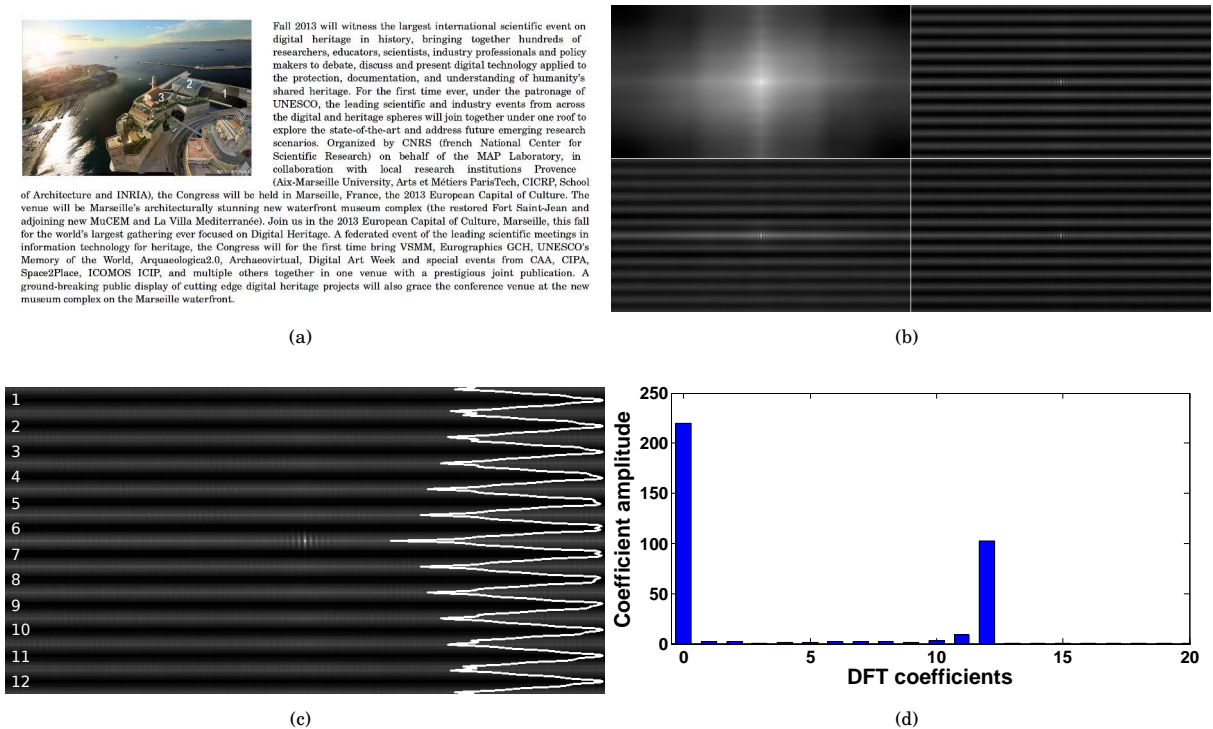 Fall 2013 will witness the largest international scientific event on
digital heritage in history, bringing together hundreds of
researchers, educators, scientists, industry professionals and policy
makers to debate, discuss and present digital technology applied to
the protection, documentation, and understanding of humanity's
shared heritage. For the first time ever, under the patronage of
UNESCO, the leading scientific and industry events from across
the digital and heritage spheres will join together under one roof to
explore the state-of-the-art and address future emerging research
scenarios. Organized by CNRS (french National Center for
Scientific Research) on behalf of the MAP Laboratory, in
collaboration with local research institutions Provence
(Aix-Marseille University, Arts et Métiers ParisTech, CICRP, School
of Architecture and INRIA), the Congress will be held in Marseille, France, the 2013 European Capital of Culture. The
venue will be Marseille's architecturally stunning new waterfront museum complex (the restored Fort Saint-Jean and
adjoining new MuCEM and La Villa Mediterranée). Join us in the 2013 European Capital of Culture, Marseille, this fall
for the world's largest gathering ever focused on Digital Heritage. A federated event of the leading scientific meetings in
information technology for heritage, the Congress will for the first time bring VSMM, Eurographics GCH, UNESCO's
Memory of the World, Arquaeologica2.0, Archaeovirtual, Digital Art Week and special events from CAA, CIPA,
Space2Place, ICOMOS ICIP, and multiple others together in one venue with a prestigious joint publication. A
ground-breaking public display of cutting edge digital heritage projects will also grace the conference venue at the new
museum complex on the Marseille waterfront.
2
1
3
(a)
(b)
1
2
3
4
5
6
7
8
9
10
11
12
(c)
250
200
150
100
50
0
Coefficient amplitude
0 5 10 15 20
DFT coefficients
(d)